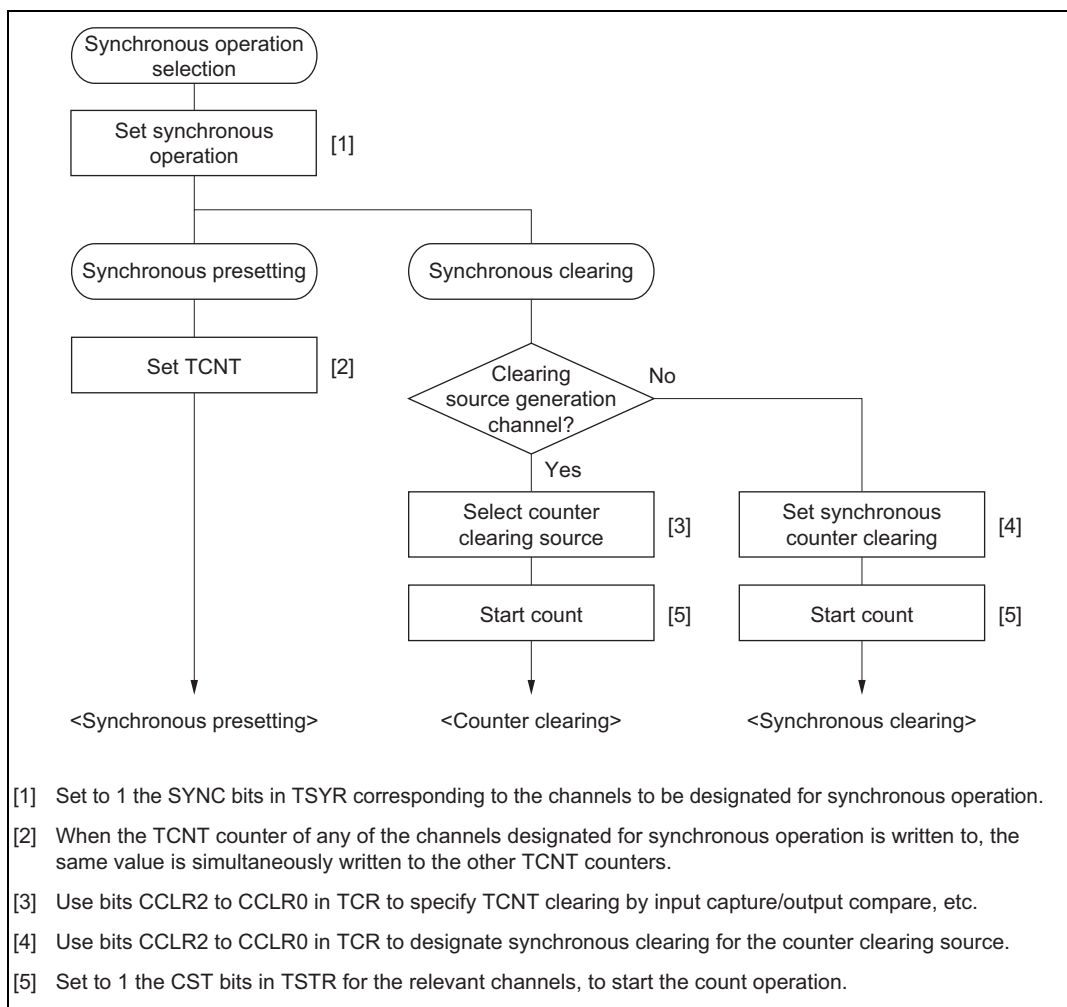 Synchronous operation
selection
Set synchronous
operation
[1]
Synchronous presetting
Synchronous clearing
Set TCNT
[2]
Clearing
source generation
channel?
No
Yes
Select counter
clearing source
[3]
Set synchronous
counter clearing
[4]
Start count
[5]
Start count
[5]
<Synchronous presetting>
<Counter clearing>
<Synchronous clearing>
[1] Set to 1 the SYNC bits in TSYR corresponding to the channels to be designated for synchronous operation.
[2] When the TCNT counter of any of the channels designated for synchronous operation is written to, the
same value is simultaneously written to the other TCNT counters.
[3] Use bits CCLR2 to CCLR0 in TCR to specify TCNT clearing by input capture/output compare, etc.
[4] Use bits CCLR2 to CCLR0 in TCR to designate synchronous clearing for the counter clearing source.
[5] Set to 1 the CST bits in TSTR for the relevant channels, to start the count operation.